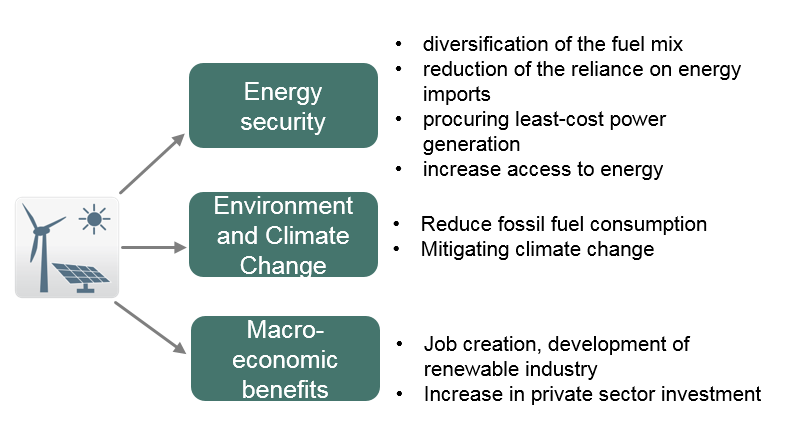 Energy
security
• diversification of the fuel mix
• reduction of the reliance on energy
imports
• procuring least-cost power
generation
• increase access to energy
Environment
and Climate
Change
• Reduce fossil fuel consumption
• Mitigating climate change
Macro-
economic
benefits
• Job creation, development of
renewable industry
• Increase in private sector investment